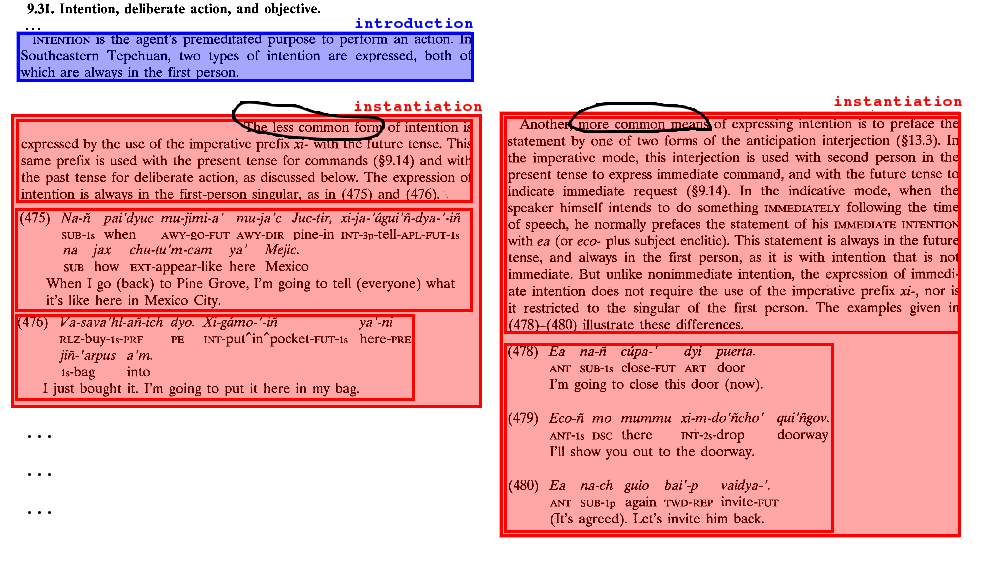 9.31. Intention, deliberate action, and objective.
...
introduction
INTENTION is the agent's premeditated purpose to perform an action. In
Southeastern Tepehuan, two types of intention are expressed, both of
which are always in the first person.
instantiation
The less common form of intention is
expressed by the use of the imperative prefix xi- with the future tense. This
same prefix is used with the present tense for commands (§9.14) and with
the past tense for deliberate action, as discussed below. The expression of
intention is always in the first-person singular, as in (475) and (476).
(475) Na-ñ pai'dyuc mu-jimi-a' mu-ja'c Juc-tir, xi-ja-'águi'ñ-dya-'-iñ
SUB-1s when AWY-go-FUT AWY-DIR pine-in INT-3p-tell-APL-FUT-1s
na jax chu-tu'm-cam ya' Mejic.
SUB how EXT-appear-like here Mexico
When I go (back) to Pine Grove, I'm going to tell (everyone) what
it's like here in Mexico City.
(476) Va-sava'hl-añ-ich dyo. Xi-gámo-'-iñ ya'-ni
RLZ-buy-1s-PRF PE INT-put^in^pocket-FUT-1s here-PRE
jiñ-'arpus a'm.
1s-bag into
I just bought it. I'm going to put it here in my bag.
...
...
...
instantiation
Another more common means of expressing intention is to preface the
statement by one of two forms of the anticipation interjection (§13.3). In
the imperative mode, this interjection is used with second person in the
present tense to express immediate command, and with the future tense to
indicate immediate request (§9.14). In the indicative mode, when the
speaker himself intends to do something IMMEDIATELY following the time
of speech, he normally prefaces the statement of his IMMEDIATE INTENTION
with ea (or eco- plus subject enclitic). This statement is always in the future
tense, and always in the first person, as it is with intention that is not
immediate. But unlike nonimmediate intention, the expression of immedi-
ate intention does not require the use of the imperative prefix xi-, nor is
it restricted to the singular of the first person. The examples given in
(478)–(480) illustrate these differences.
(478) Ea na-ñ cúpa-' dyi puerta.
ANT SUB-1s close-FUT ART door
I'm going to close this door (now).
(479) Eco-ñ mo mummu xi-m-do'ñcho' qui'ñgov.
ANT-1s DSC there INT-2s-drop doorway
I'll show you out to the doorway.
(480) Ea na-ch guio bai'-p vaidya-'.
ANT SUB-1p again TWD-REP invite-FUT
(It's agreed). Let's invite him back.